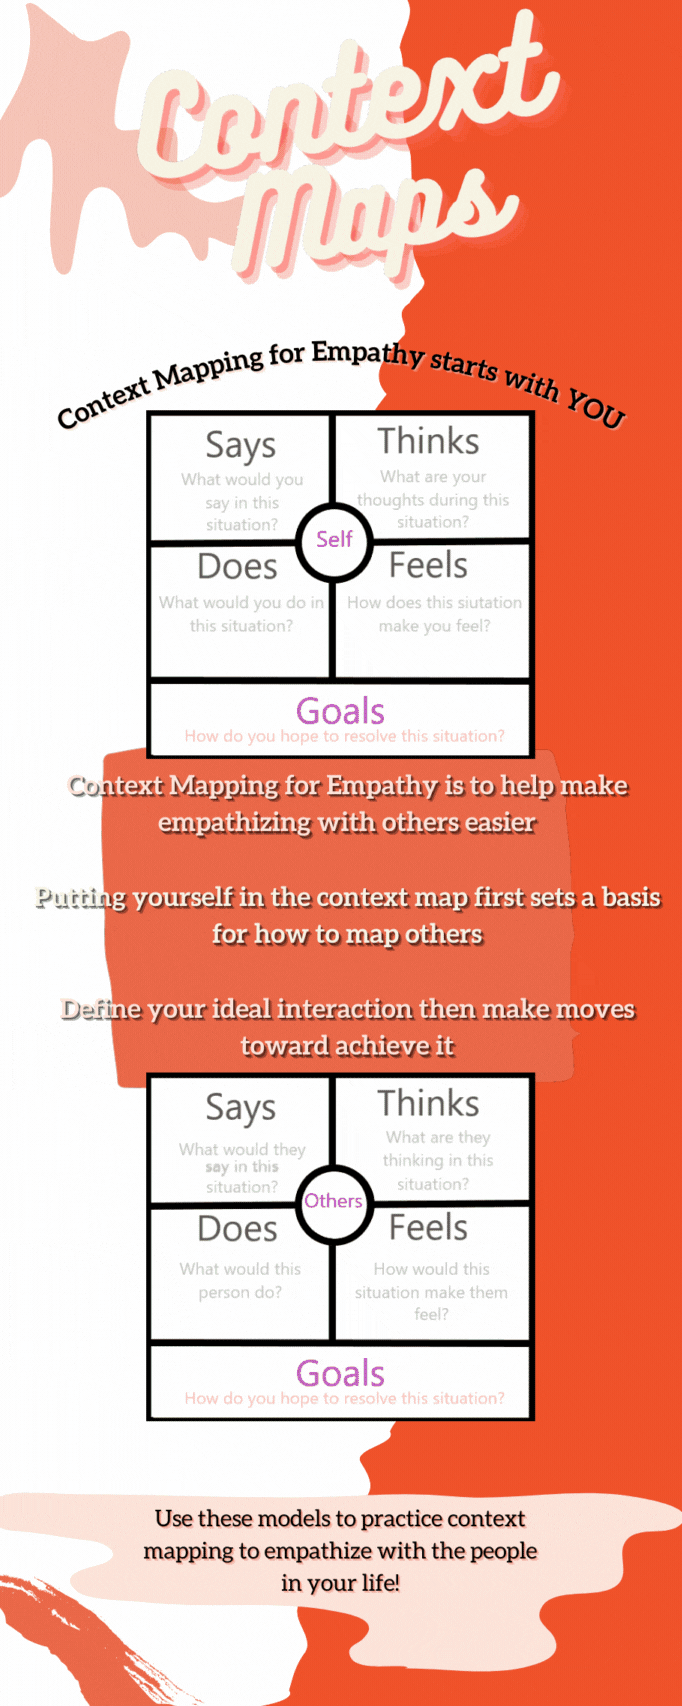 Context
Maps
Context Mapping for Empathy starts with YOU
Says
What would you
say in this
situation?
Thinks
What are your
thoughts during this
situation?
Self
Does
What would you do in
this situation?
Feels
How does this siutation
make you feel?
Goals
How do you hope to resolve this situation?
Context Mapping for Empathy is to help make
empathizing with others easier
Putting yourself in the context map first sets a basis
for how to map others
Define your ideal interaction then make moves
toward achieve it
Says
What would they
say in this
situation?
Thinks
What are they
thinking in this
situation?
Others
Does
What would this
person do?
Feels
How would this
situation make them
feel?
Goals
How do you hope to resolve this situation?
Use these models to practice context
mapping to empathize with the people
in your life!